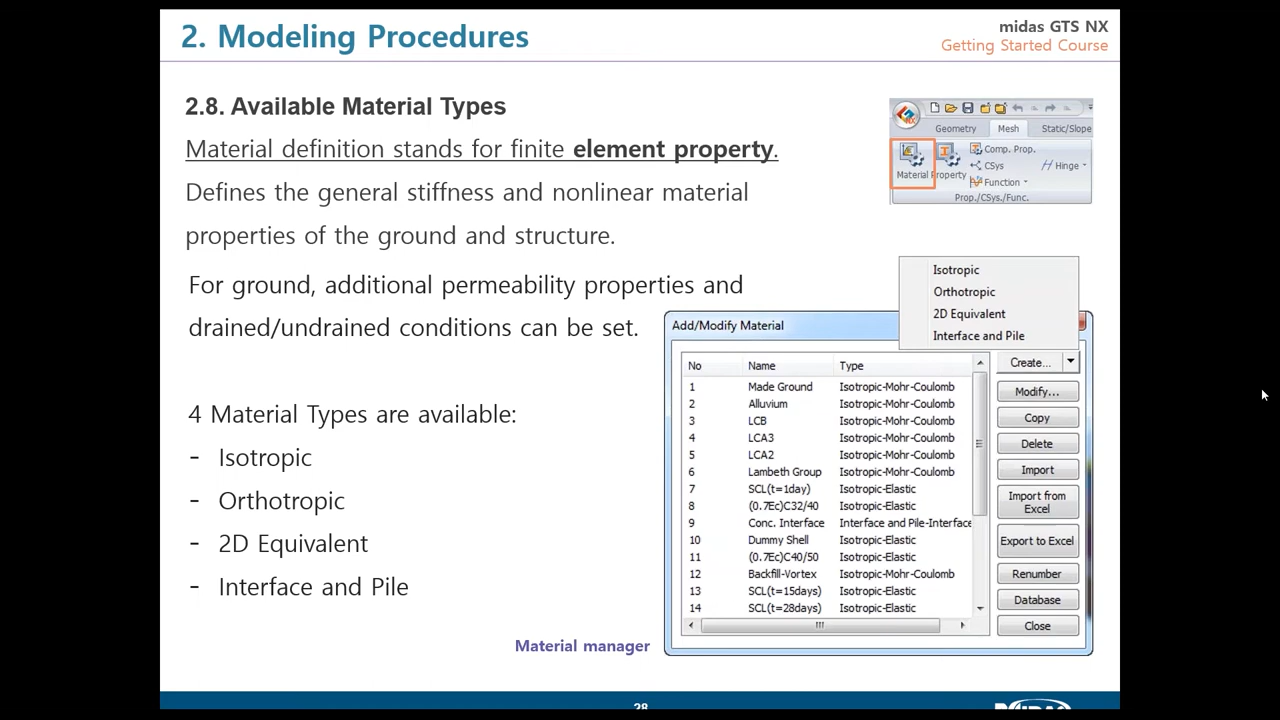 2. Modeling Procedures
midas GTS NX
Getting Started Course
2.8. Available Material Types
Material definition stands for finite element property.
Defines the general stiffness and nonlinear material
properties of the ground and structure.
For ground, additional permeability properties and
drained/undrained conditions can be set.
4 Material Types are available:
- Isotropic
- Orthotropic
- 2D Equivalent
- Interface and Pile
Material manager
Geometry Mesh Static/Slope
Material Property
Comp. Prop.
CSys
Function
Hinge
Prop./CSys./Func.
Isotropic
Orthotropic
2D Equivalent
Interface and Pile
Add/Modify Material
No Name Type
1 Made Ground Isotropic-Mohr-Coulomb
2 Alluvium Isotropic-Mohr-Coulomb
3 LCB Isotropic-Mohr-Coulomb
4 LCA3 Isotropic-Mohr-Coulomb
5 LCA2 Isotropic-Mohr-Coulomb
6 Lambeth Group Isotropic-Mohr-Coulomb
7 SCL(t=1day) Isotropic-Elastic
8 (0.7Ec)C32/40 Isotropic-Elastic
9 Conc. Interface Interface and Pile-Interface
10 Dummy Shell Isotropic-Elastic
11 (0.7Ec)C40/50 Isotropic-Elastic
12 Backfill-Vortex Isotropic-Mohr-Coulomb
13 SCL(t=15days) Isotropic-Elastic
14 SCL(t=28days) Isotropic-Elastic
Create...
Modify...
Copy
Delete
Import
Import from
Excel
Export to Excel
Renumber
Database
Close
28